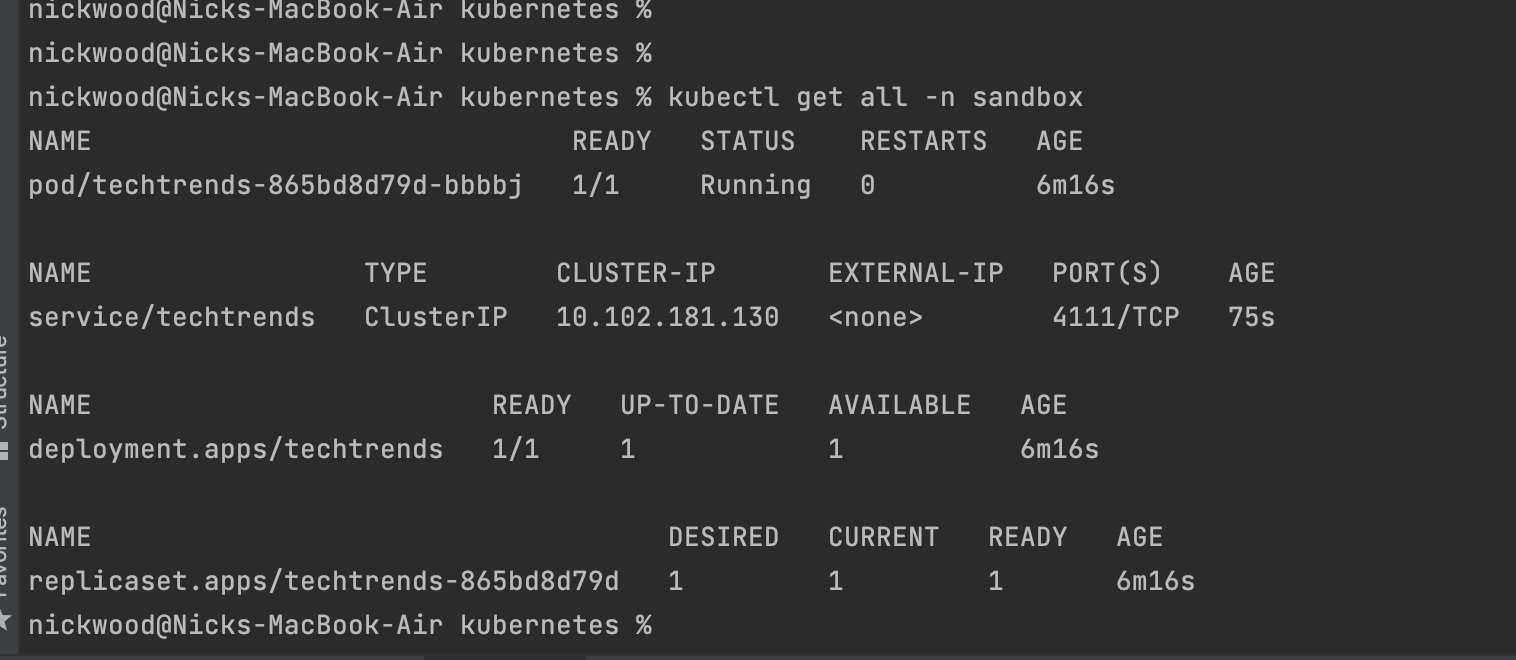 nickwood@Nicks-MacBook-Air kubernetes %
nickwood@Nicks-MacBook-Air kubernetes %
nickwood@Nicks-MacBook-Air kubernetes % kubectl get all -n sandbox
NAME READY STATUS RESTARTS AGE
pod/techtrends-865bd8d79d-bbbbj 1/1 Running 0 6m16s
NAME TYPE CLUSTER-IP EXTERNAL-IP PORT(S) AGE
service/techtrends ClusterIP 10.102.181.130 <none> 4111/TCP 75s
NAME READY UP-TO-DATE AVAILABLE AGE
deployment.apps/techtrends 1/1 1 1 6m16s
NAME DESIRED CURRENT READY AGE
replicaset.apps/techtrends-865bd8d79d 1 1 1 6m16s
nickwood@Nicks-MacBook-Air kubernetes %
Structure
Favorites